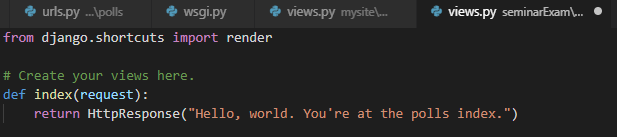 urls.py ...\polls wsgi.py views.py mysite\... views.py seminarExam\...
from django.shortcuts import render
# Create your views here.
def index(request):
return HttpResponse("Hello, world. You're at the polls index.")